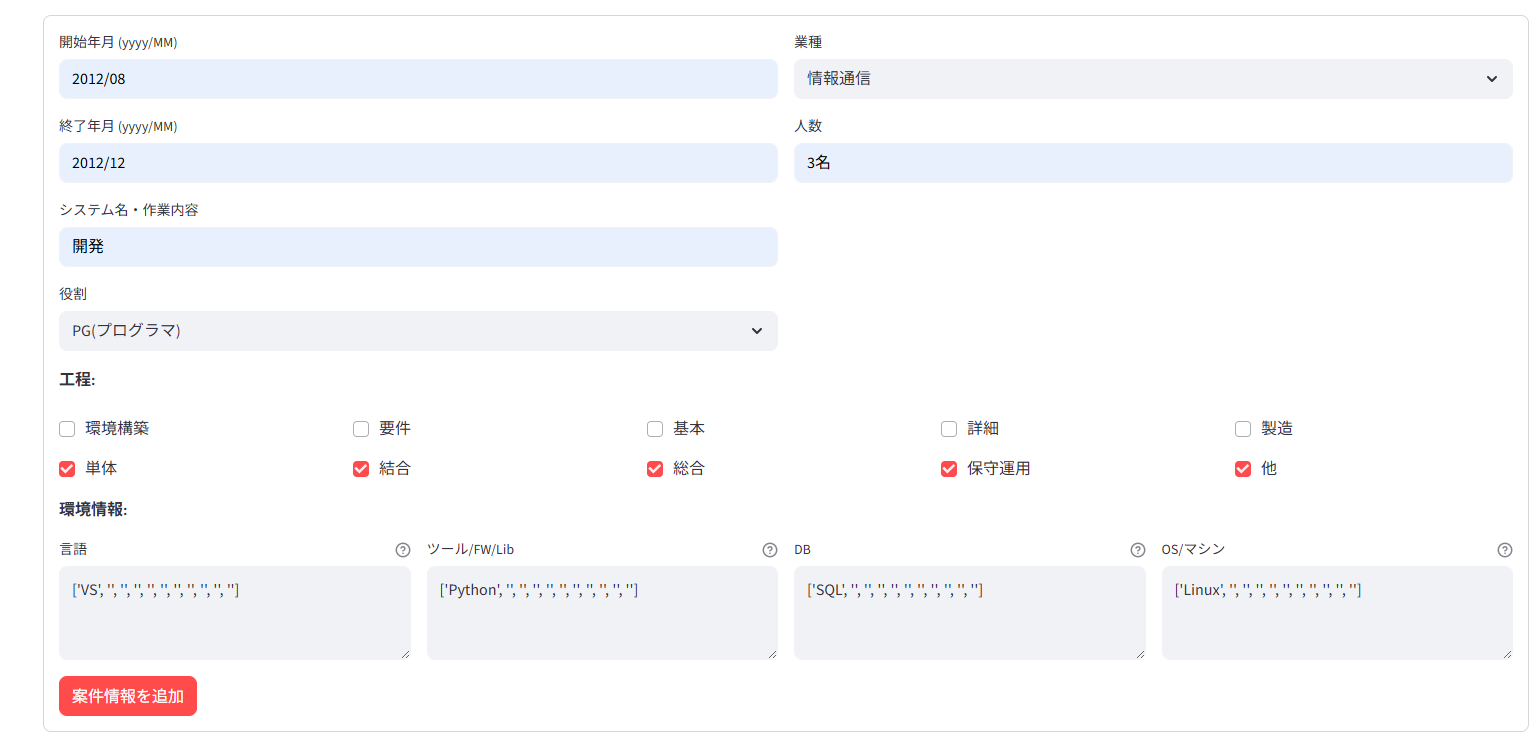 開始年月 (yyyy/MM)
業種
2012/08
情報通信
終了年月 (yyyy/MM)
人数
2012/12
3名
システム名・作業内容
開発
役割
PG(プログラマ)
工程:
環境構築 要件 基本 詳細 製造
単体 結合 総合 保守運用 他
環境情報:
言語 ツール/FW/Lib DB OS/マシン
['VS', '', '', '', '', '', '', '', '', '', '']
['Python', '', '', '', '', '', '', '', '', '', '']
['SQL', '', '', '', '', '', '', '', '', '', '']
['Linux', '', '', '', '', '', '', '', '', '', '']
案件情報を追加